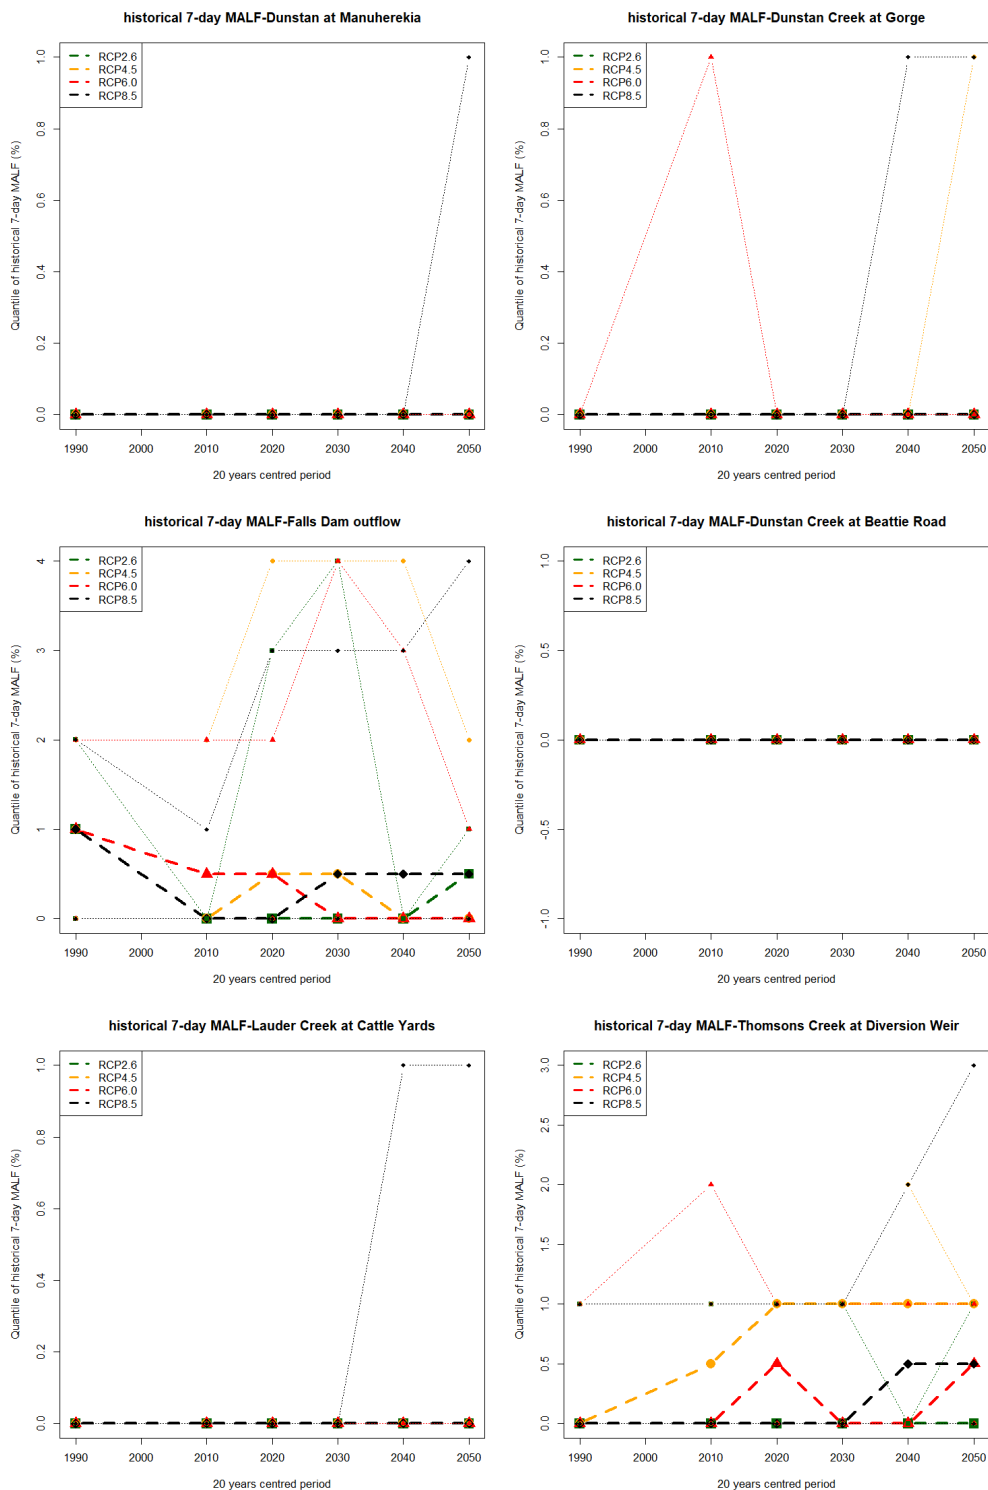 historical 7-day MALF-Dunstan at Manuherekia
RCP2.6
RCP4.5
RCP6.0
RCP8.5
Quantile of historical 7-day MALF (%)
1.0
0.8
0.6
0.4
0.2
0.0
1990 2000 2010 2020 2030 2040 2050
20 years centred period
historical 7-day MALF-Dunstan Creek at Gorge
RCP2.6
RCP4.5
RCP6.0
RCP8.5
Quantile of historical 7-day MALF (%)
1.0
0.8
0.6
0.4
0.2
0.0
1990 2000 2010 2020 2030 2040 2050
20 years centred period
historical 7-day MALF-Falls Dam outflow
RCP2.6
RCP4.5
RCP6.0
RCP8.5
Quantile of historical 7-day MALF (%)
4
3
2
1
0
1990 2000 2010 2020 2030 2040 2050
20 years centred period
historical 7-day MALF-Dunstan Creek at Beattie Road
RCP2.6
RCP4.5
RCP6.0
RCP8.5
Quantile of historical 7-day MALF (%)
1.0
0.5
0.0
-0.5
-1.0
1990 2000 2010 2020 2030 2040 2050
20 years centred period
historical 7-day MALF-Lauder Creek at Cattle Yards
RCP2.6
RCP4.5
RCP6.0
RCP8.5
Quantile of historical 7-day MALF (%)
1.0
0.8
0.6
0.4
0.2
0.0
1990 2000 2010 2020 2030 2040 2050
20 years centred period
historical 7-day MALF-Thomsons Creek at Diversion Weir
RCP2.6
RCP4.5
RCP6.0
RCP8.5
Quantile of historical 7-day MALF (%)
3.0
2.5
2.0
1.5
1.0
0.5
0.0
1990 2000 2010 2020 2030 2040 2050
20 years centred period